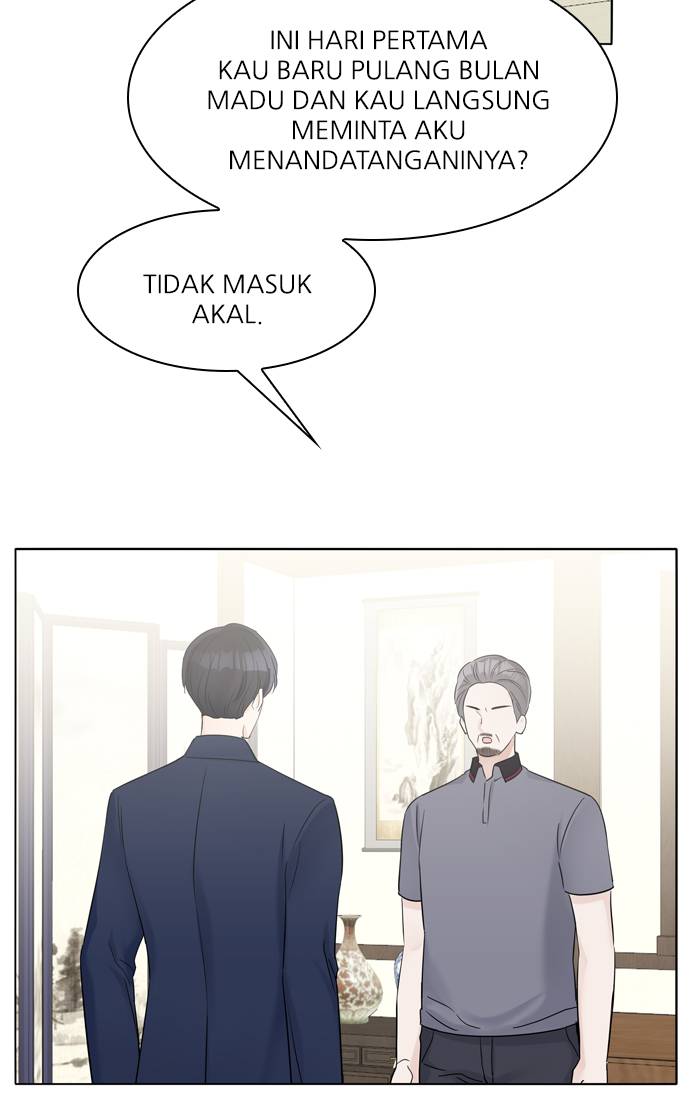 INI HARI PERTAMA
KAU BARU PULANG BULAN
MADU DAN KAU LANGSUNG
MEMINTA AKU
MENANDATANGANINYA?
TIDAK MASUK
AKAL.